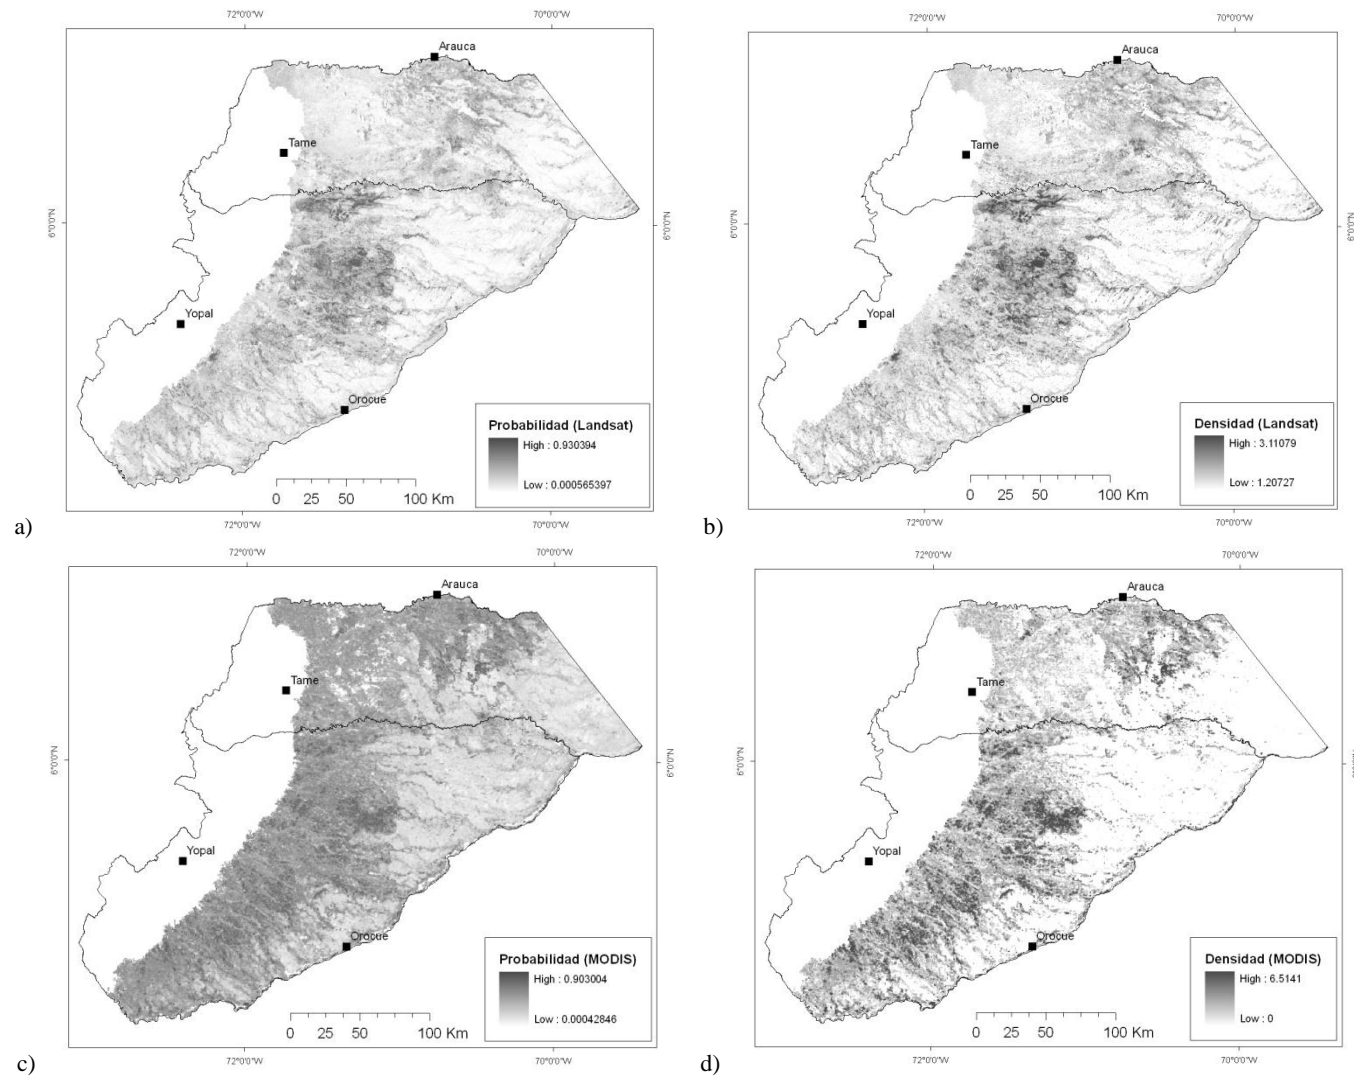 72°0'0"W 70°0'0"W
Arauca
Tame
6°0'0"N 6°0'0"N
Yopal
Orocue
Probabilidad (Landsat)
High : 0.930394
Low : 0.000565397
0 25 50 100 Km
72°0'0"W 70°0'0"W
a)
72°0'0"W 70°0'0"W
Arauca
Tame
6°0'0"N 6°0'0"N
Yopal
Orocue
Densidad (Landsat)
High : 3.11079
Low : 1.20727
0 20 40 80 Km
72°0'0"W 70°0'0"W
b)
72°0'0"W 70°0'0"W
Arauca
Tame
6°0'0"N 6°0'0"N
Yopal
Orocue
Probabilidad (MODIS)
High : 0.903004
Low : 0.00042846
0 25 50 100 Km
72°0'0"W 70°0'0"W
c)
72°0'0"W 70°0'0"W
Arauca
Tame
6°0'0"N
Yopal
Orocue
Densidad (MODIS)
High : 6.5141
Low : 0
0 25 50 100 Km
72°0'0"W 70°0'0"W
d)